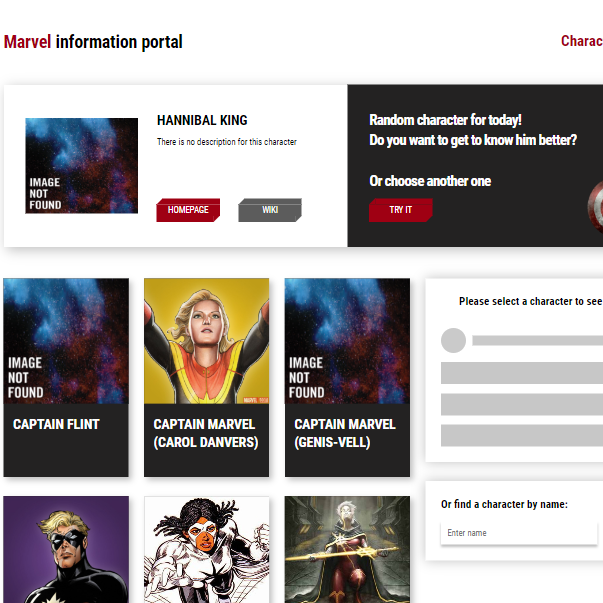 Marvel information portal
Charac
HANNIBAL KING
There is no description for this character
IMAGE
NOT
FOUND
HOMEPAGE
WIKI
Random character for today!
Do you want to get to know him better?
Or choose another one
TRY IT
IMAGE
NOT
FOUND
CAPTAIN FLINT
CAPTAIN MARVEL
(CAROL DANVERS)
IMAGE
NOT
FOUND
CAPTAIN MARVEL
(GENIS-VELL)
Please select a character to see
Or find a character by name:
Enter name